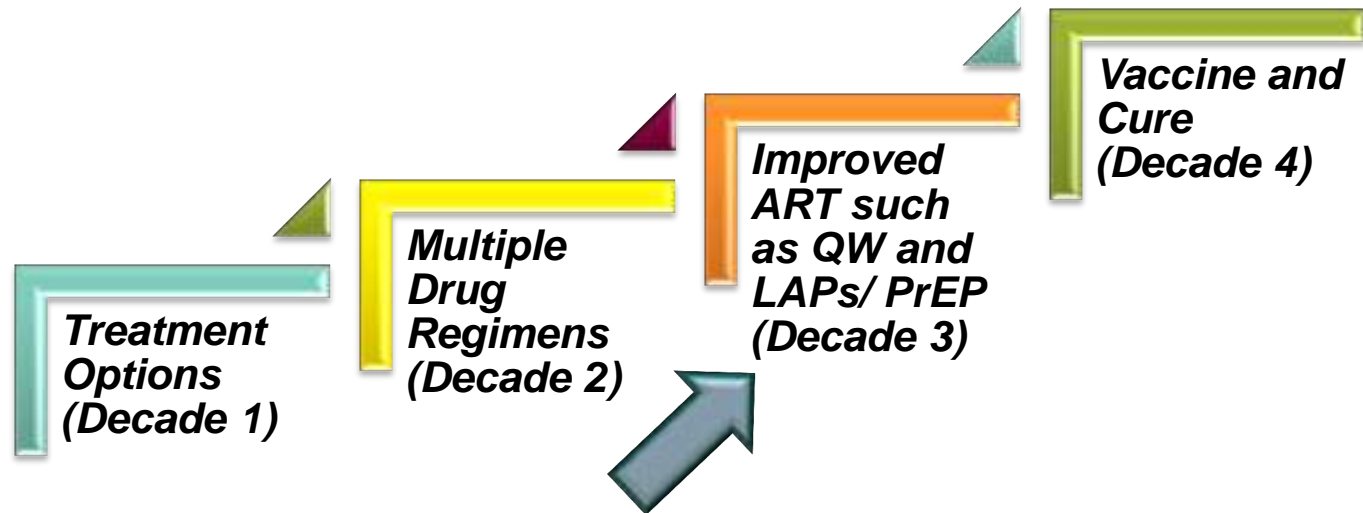 Treatment
Options
(Decade 1)
Multiple
Drug
Regimens
(Decade 2)
Improved
ART such
as QW and
LAPs/ PrEP
(Decade 3)
Vaccine and
Cure
(Decade 4)